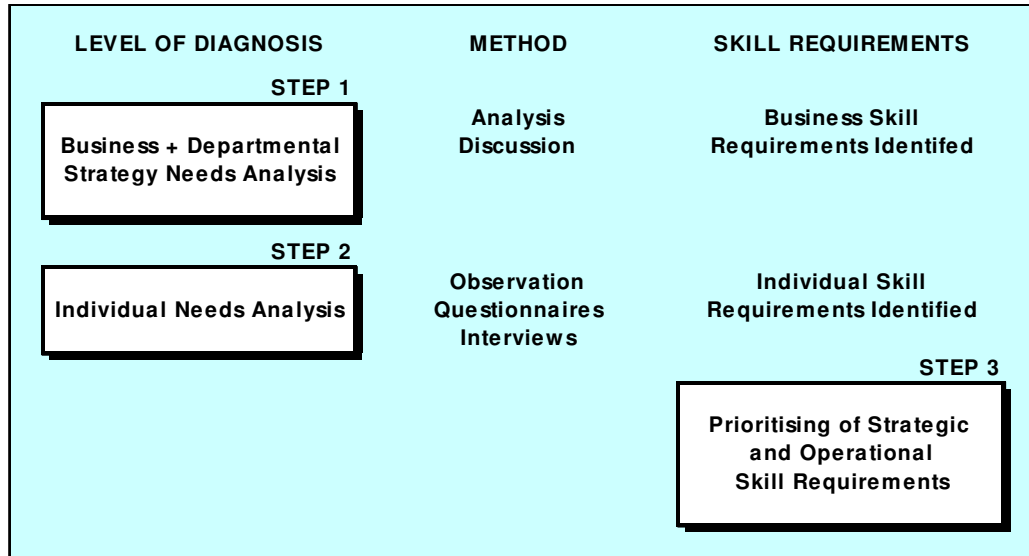 LEVEL OF DIAGNOSIS
METHOD
SKILL REQUIREMENTS
STEP 1
Business + Departmental
Strategy Needs Analysis
Analysis
Discussion
Business Skill
Requirements Identifed
STEP 2
Individual Needs Analysis
Observation
Questionnaires
Interviews
Individual Skill
Requirements Identified
STEP 3
Prioritising of Strategic
and Operational
Skill Requirements